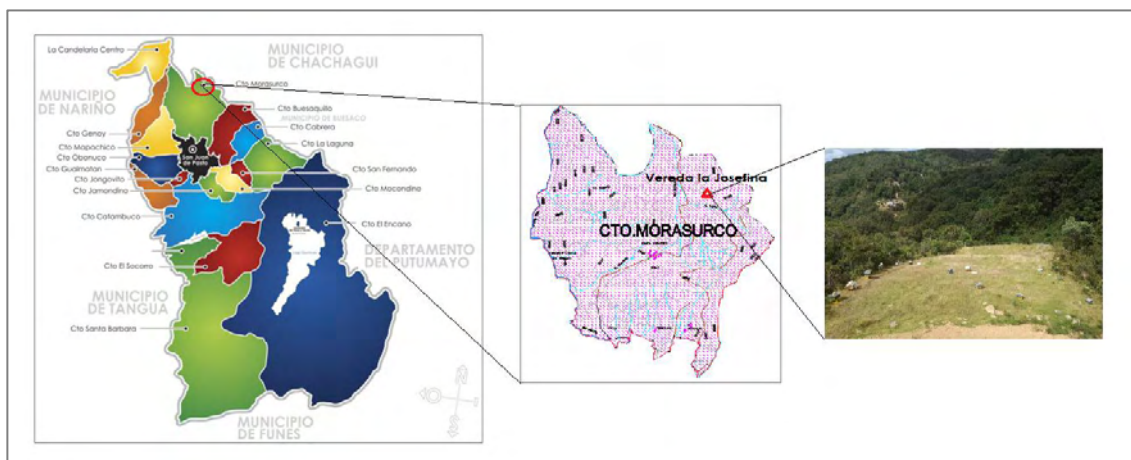 La Candelaria Centro
MUNICIPIO
DE CHACHAGUI
Cto Morasurco
MUNICIPIO
DE NARIÑO
Cto Buesaquillo
MUNICIPIO DE BUESACO
Cto Cabrera
Cto Genoy
Cto La Laguna
Cto Mapachico
San Juan
de Pasto
Cto Obonuco
Cto San Fernando
Cto Gualmatan
Cto Jongovito
Cto Mocondino
Cto Jamondino
Cto Catambuco
Cto El Encano
DEPARTAMENTO
DEL PUTUMAYO
Cto El Socorro
MUNICIPIO
DE TANGUA
Cto Santa Barbara
MUNICIPIO
DE FUNES
Vereda la Josefina
CTO.MORASURCO